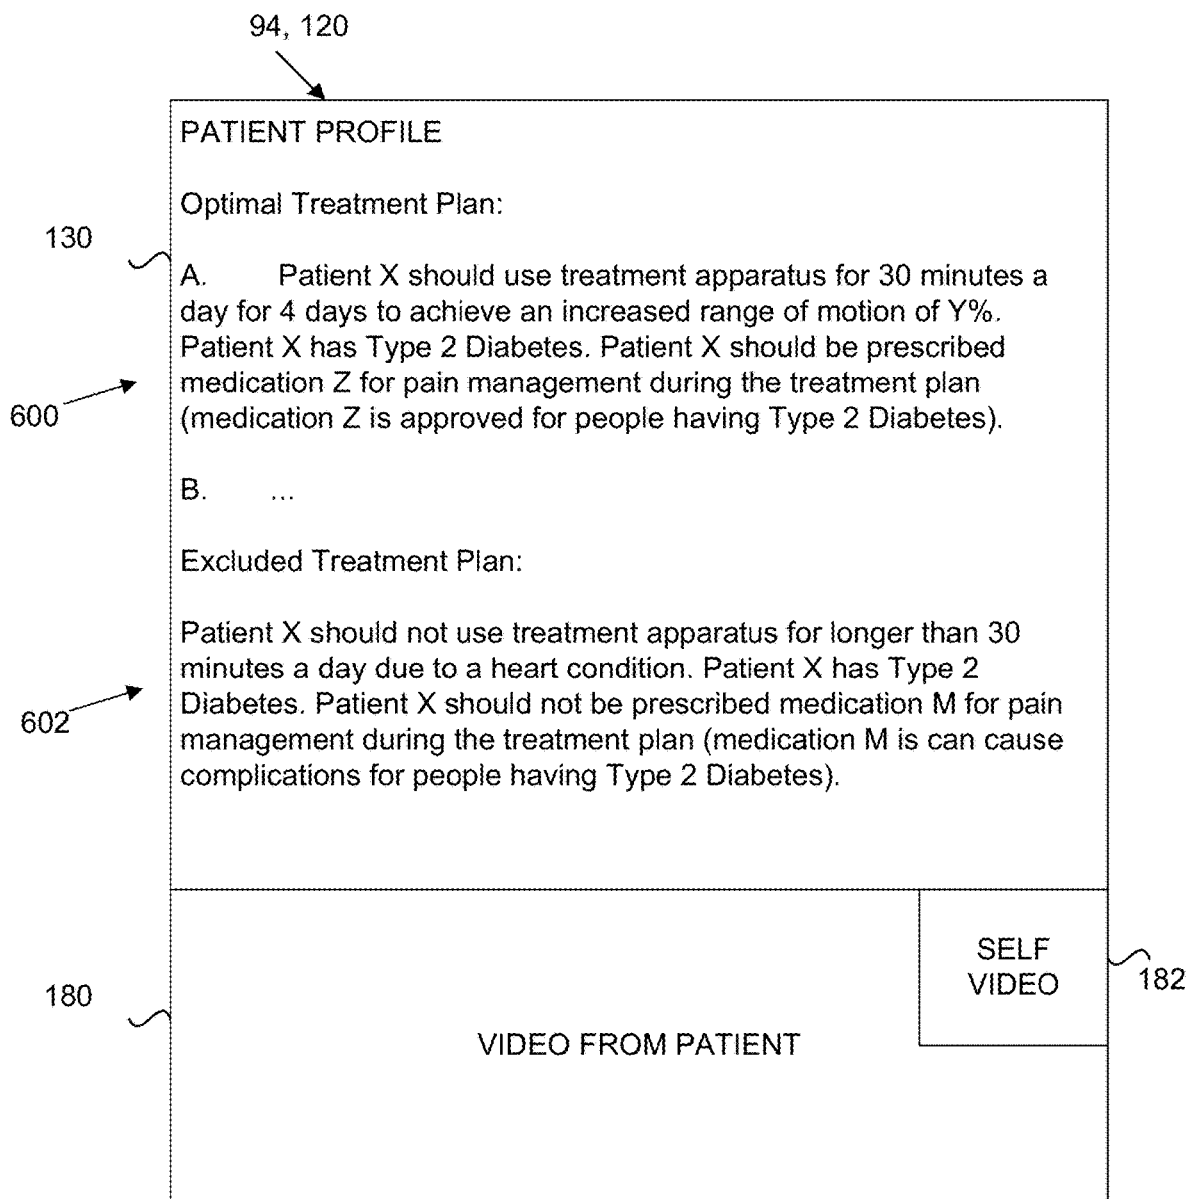 94, 120
PATIENT PROFILE
Optimal Treatment Plan:
130
A. Patient X should use treatment apparatus for 30 minutes a
day for 4 days to achieve an increased range of motion of Y%.
Patient X has Type 2 Diabetes. Patient X should be prescribed
medication Z for pain management during the treatment plan
600
(medication Z is approved for people having Type 2 Diabetes).
B. ...
Excluded Treatment Plan:
Patient X should not use treatment apparatus for longer than 30
minutes a day due to a heart condition. Patient X has Type 2
Diabetes. Patient X should not be prescribed medication M for pain
602
management during the treatment plan (medication M is can cause
complications for people having Type 2 Diabetes).
SELF
VIDEO
182
180
VIDEO FROM PATIENT